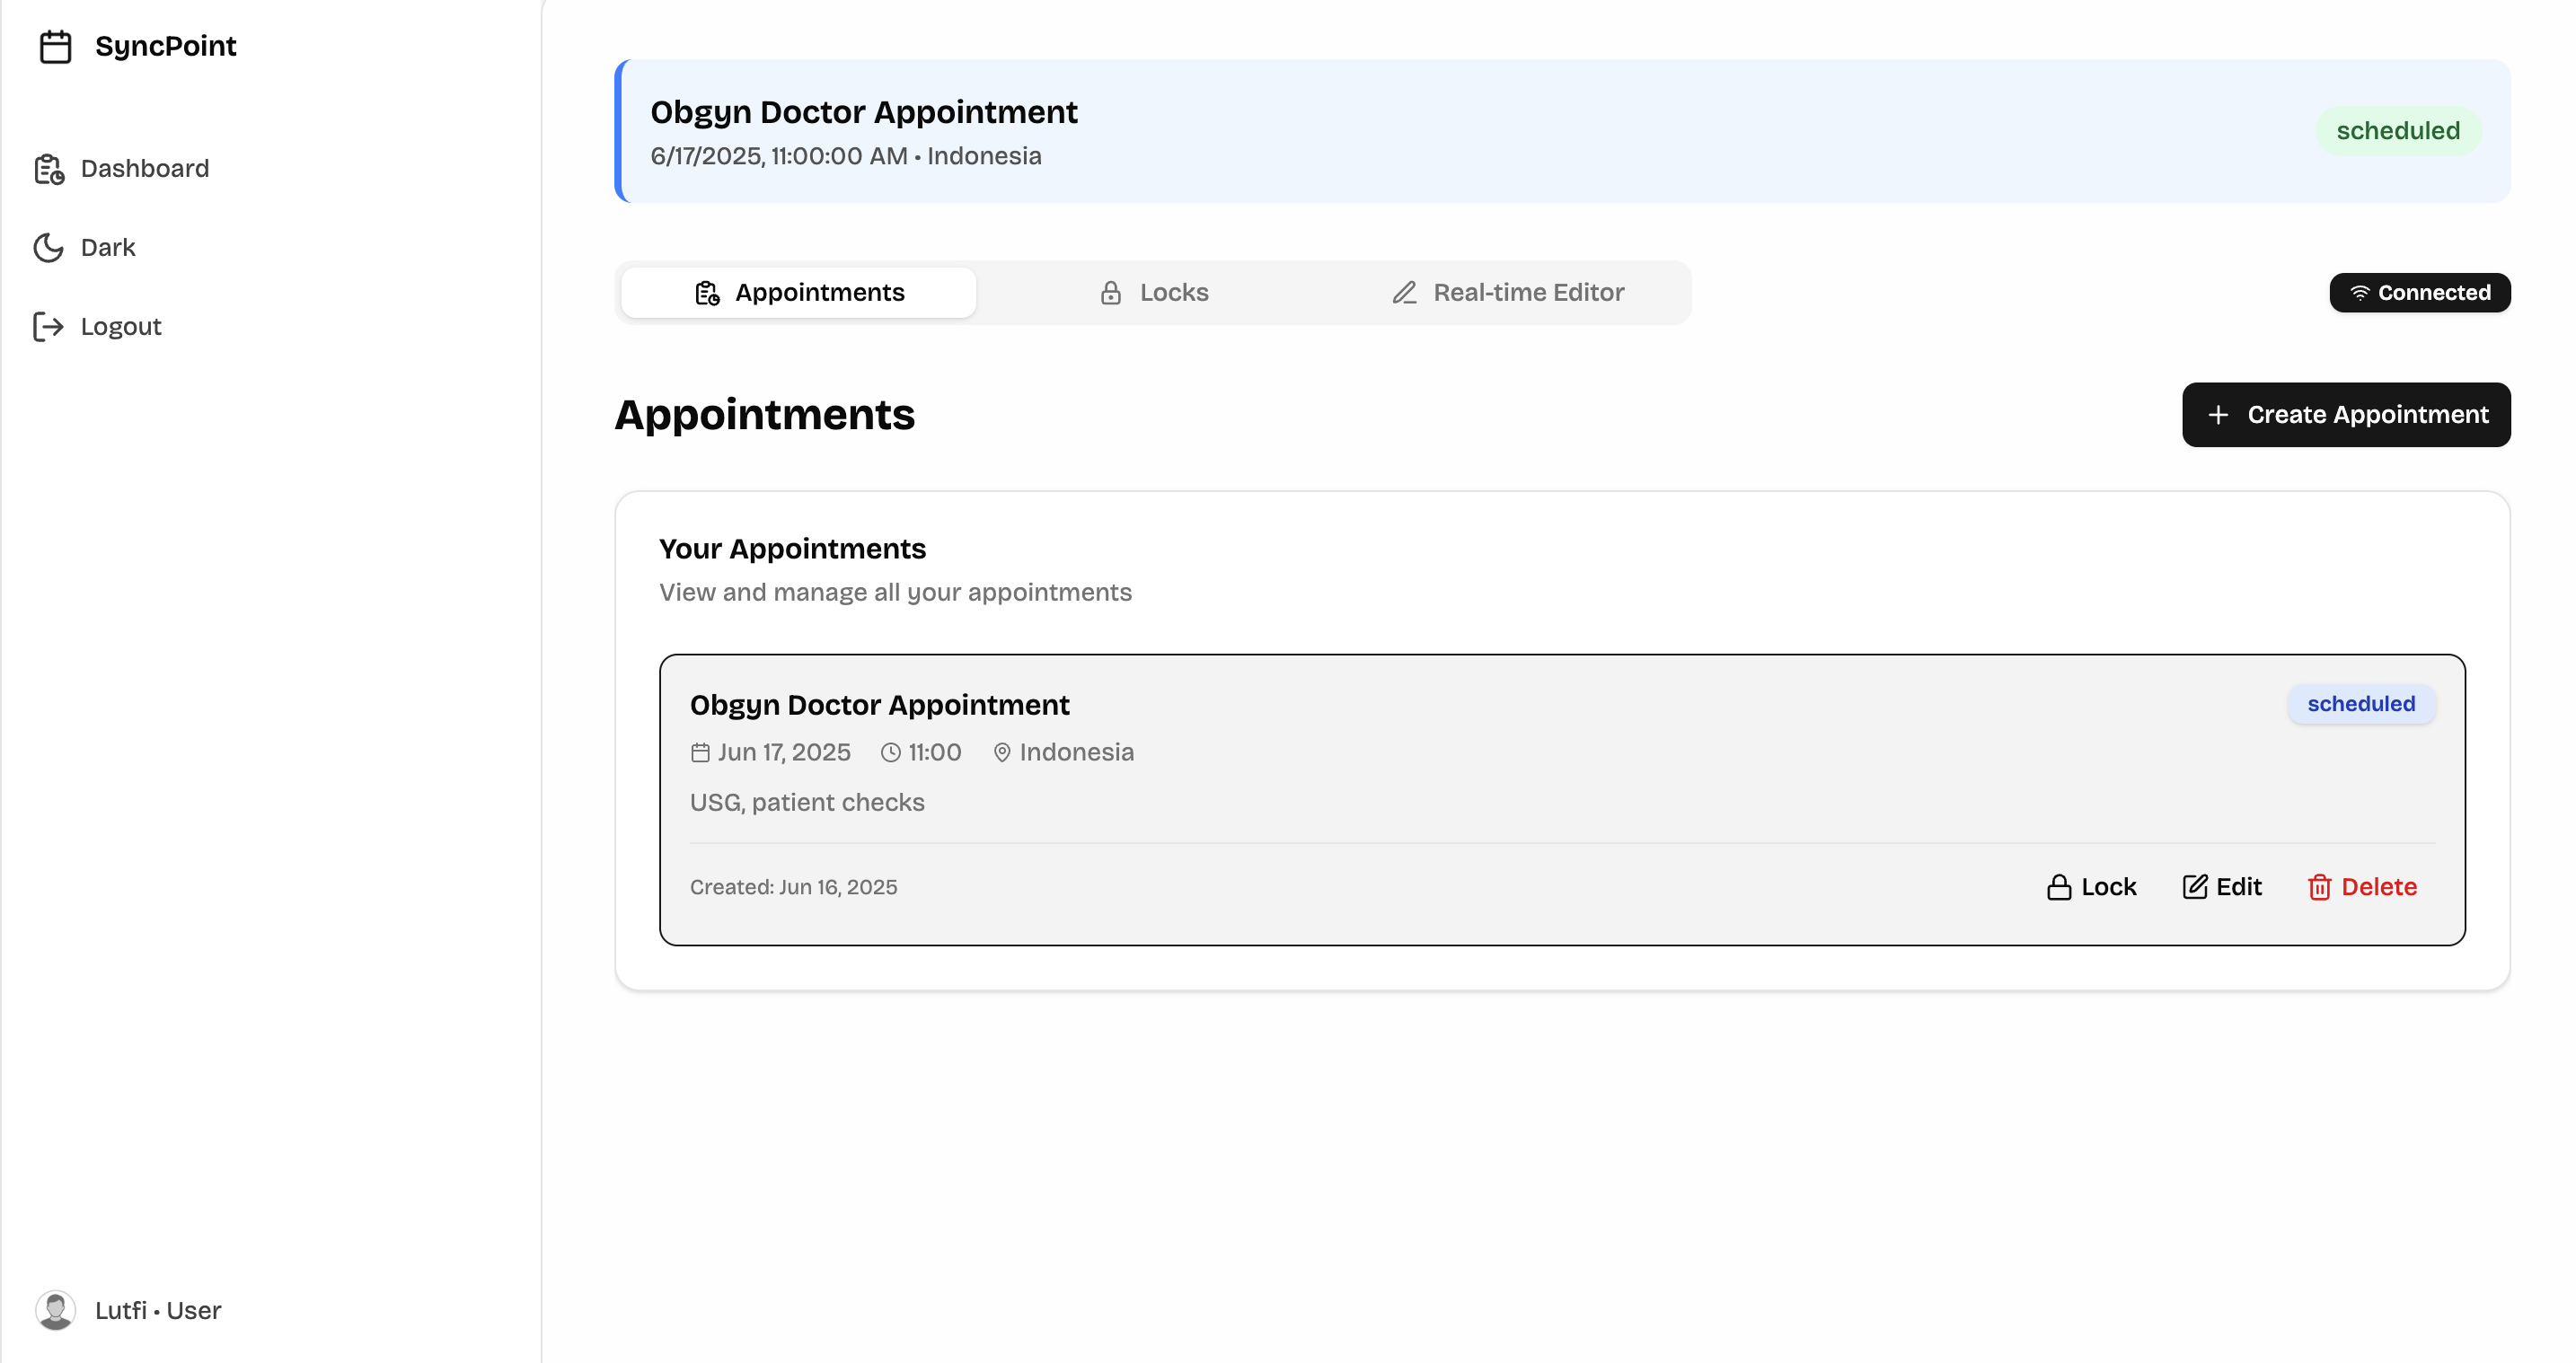 SyncPoint
Dashboard
Dark
Logout
Lutfi • User
Obgyn Doctor Appointment
6/17/2025, 11:00:00 AM • Indonesia
scheduled
Appointments
Locks
Real-time Editor
Connected
Appointments
Create Appointment
Your Appointments
View and manage all your appointments
Obgyn Doctor Appointment
scheduled
Jun 17, 2025 11:00 Indonesia
USG, patient checks
Created: Jun 16, 2025
Lock Edit Delete